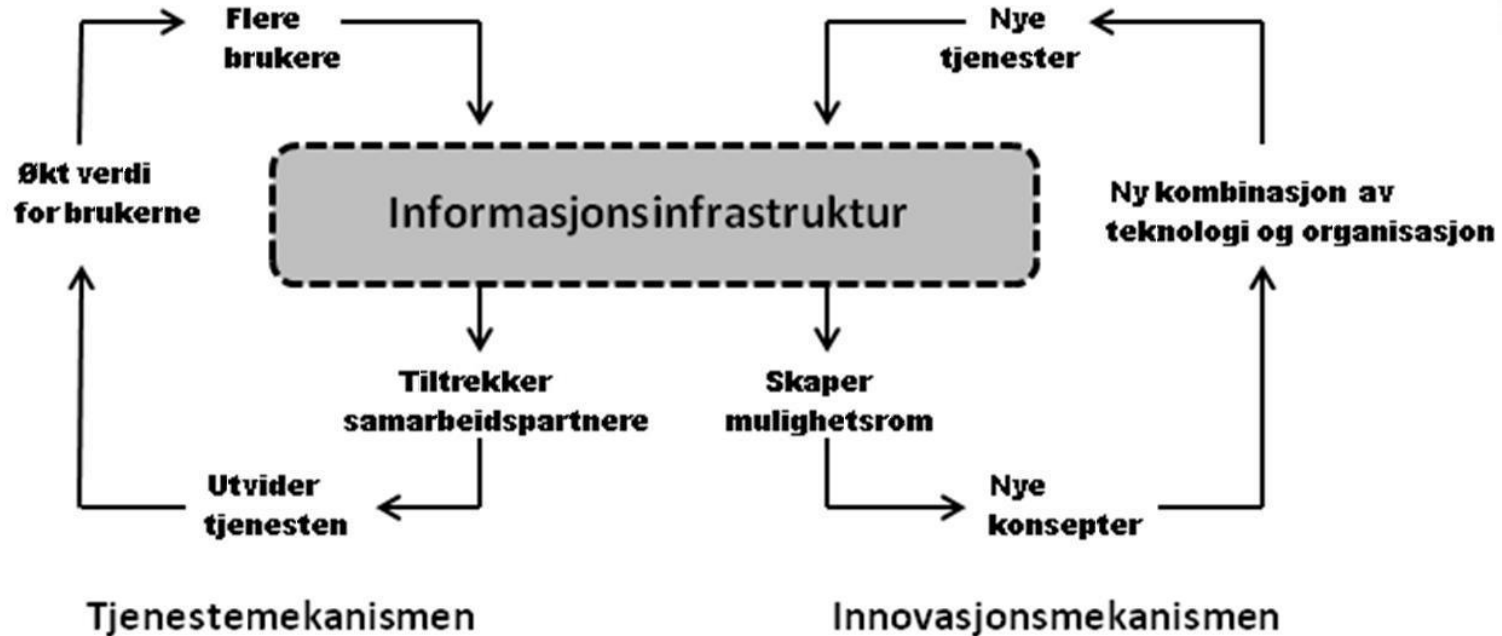 Flere
brukere
Nye
tjenester
Økt verdi
for brukerne
Informasjonsinfrastruktur
Ny kombinasjon av
teknologi og organisasjon
Tiltrekker
samarbeidspartnere
Skaper
mulighetsrom
Utvider
tjenesten
Nye
konsepter
Tjenestemekanismen
Innovasjonsmekanismen